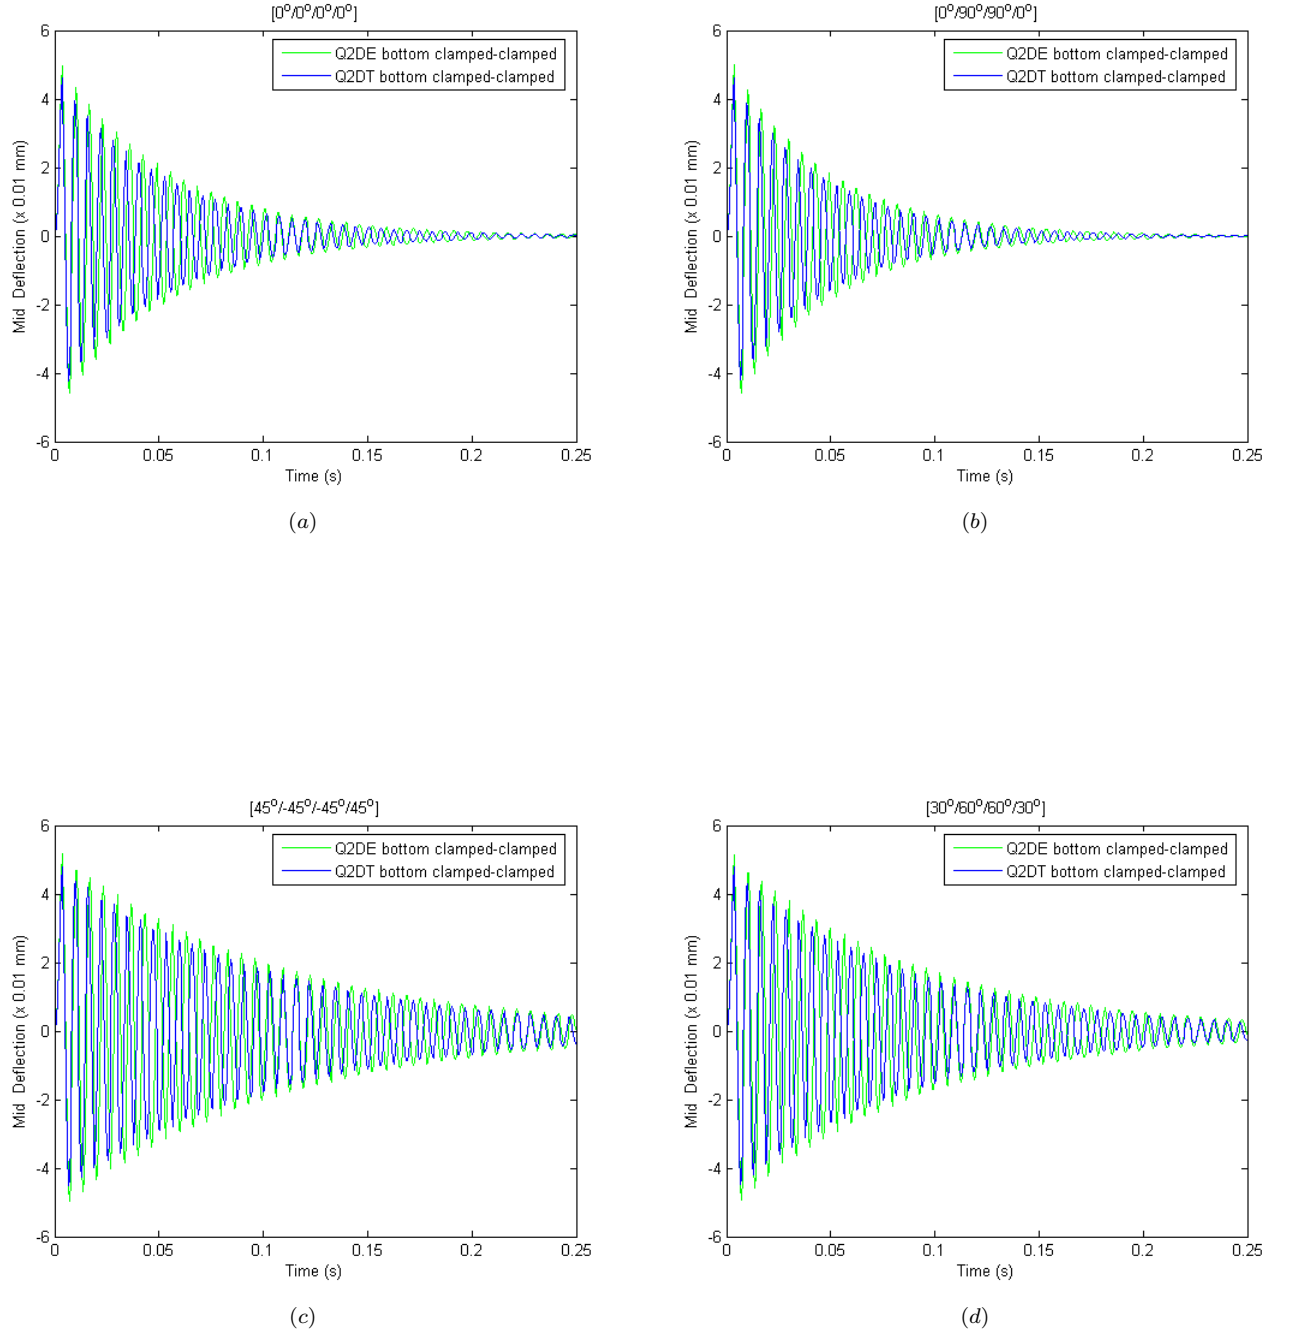 [0°/0°/0°/0°]
Q2DE bottom clamped-clamped
Q2DT bottom clamped-clamped
Mid Deflection (x 0.01 mm)
6
4
2
0
-2
-4
-6
0
0.05
0.1
0.15
0.2
0.25
Time (s)
(a)
[0°/90°/90°/0°]
Q2DE bottom clamped-clamped
Q2DT bottom clamped-clamped
Mid Deflection (x 0.01 mm)
6
4
2
0
-2
-4
-6
0
0.05
0.1
0.15
0.2
0.25
Time (s)
(b)
[45°/-45°/-45°/45°]
Q2DE bottom clamped-clamped
Q2DT bottom clamped-clamped
Mid Deflection (x 0.01 mm)
6
4
2
0
-2
-4
-6
0
0.05
0.1
0.15
0.2
0.25
Time (s)
(c)
[30°/60°/60°/30°]
Q2DE bottom clamped-clamped
Q2DT bottom clamped-clamped
Mid Deflection (x 0.01 mm)
6
4
2
0
-2
-4
-6
0
0.05
0.1
0.15
0.2
0.25
Time (s)
(d)